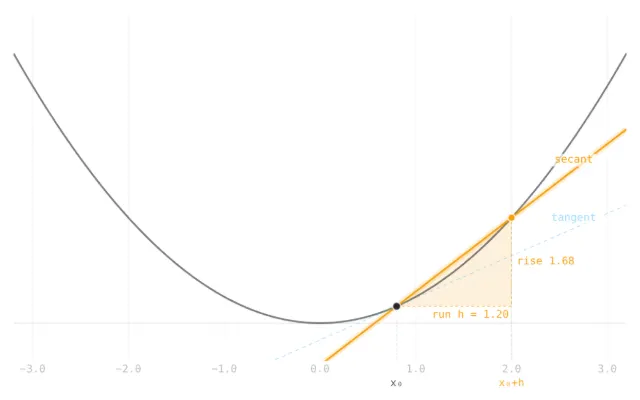 secant
tangent
rise 1.68
run h = 1.20
−3.0 −2.0 −1.0 0.0 1.0 2.0 3.0
x₀ x₀+h